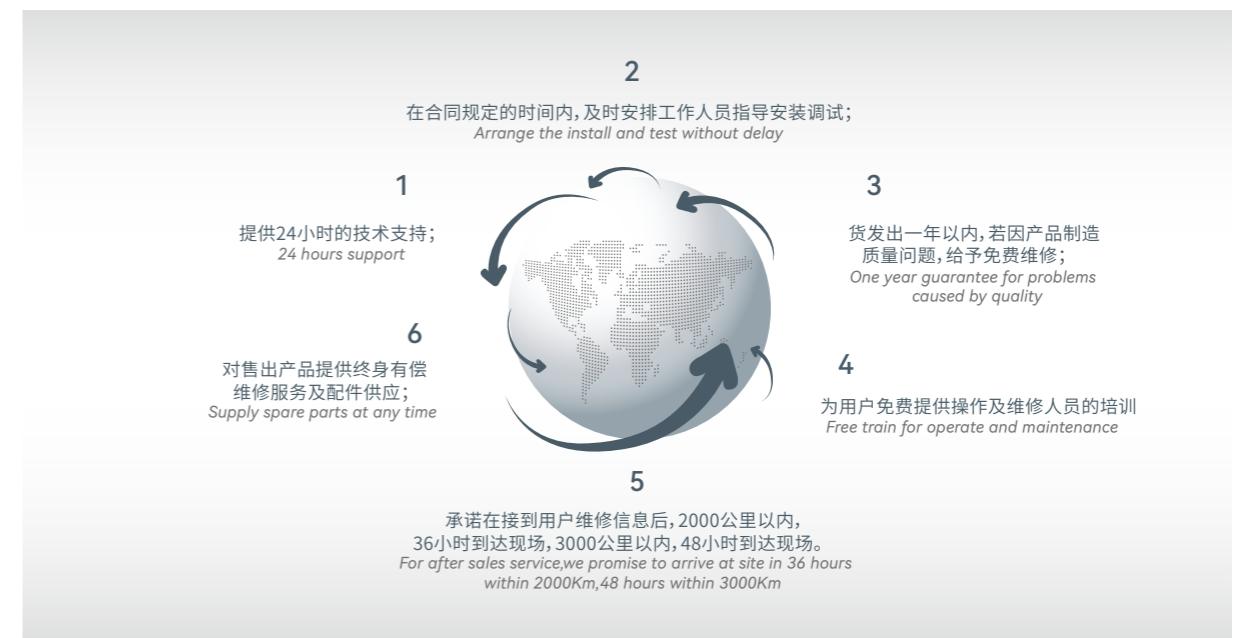 1
提供24小时的技术支持;
24 hours support
2
在合同规定的时间内,及时安排工作人员指导安装调试;
Arrange the install and test without delay
3
货发出一年以内,若因产品制造
质量问题,给予免费维修;
One year guarantee for problems
caused by quality
4
为用户免费提供操作及维修人员的培训
Free train for operate and maintenance
5
承诺在接到用户维修信息后,2000公里以内,
36小时到达现场,3000公里以内,48小时到达现场。
For after sales service,we promise to arrive at site in 36 hours
within 2000Km,48 hours within 3000Km
6
对售出产品提供终身有偿
维修服务及配件供应;
Supply spare parts at any time